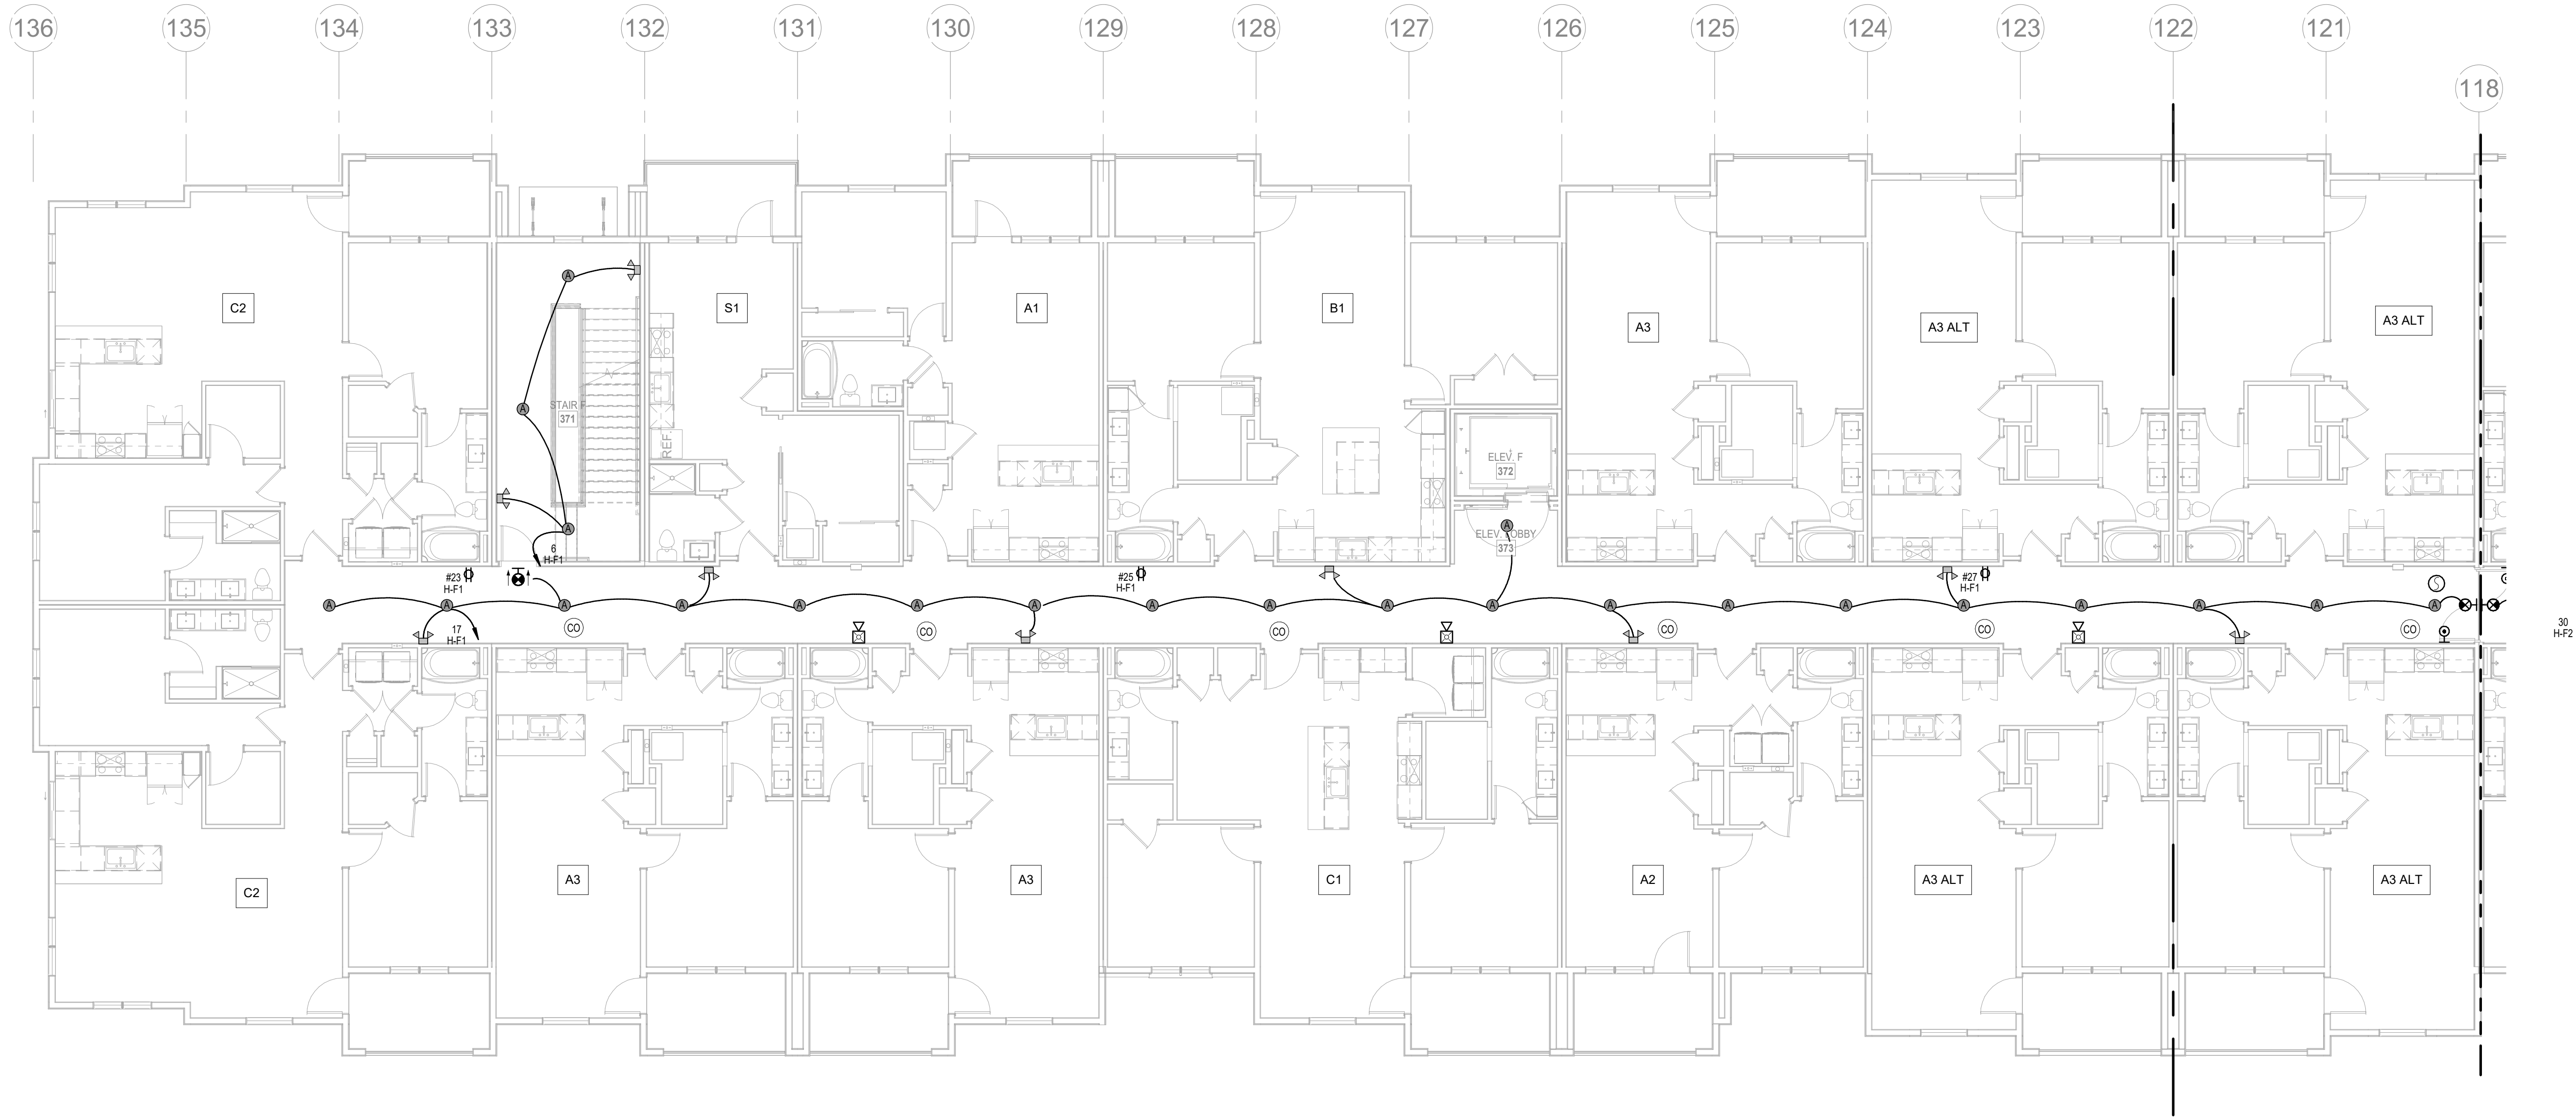 136 135 134 133 132 131 130 129 128 127 126 125 124 123 122 121
118
C2 S1 A1 B1 A3 A3 ALT A3 ALT
A
A
STAIR F
371
REF.
ELEV. F
372
A
A
ELEV. LOBBY
373
6
H-F1
#23
H-F1
#25
H-F1
#27
H-F1
A A A A A A A A A A A A A A A A A A A
17
H-F1
CO CO CO CO CO CO
30
H-F2
C2 A3 A3 C1 A2 A3 ALT A3 ALT